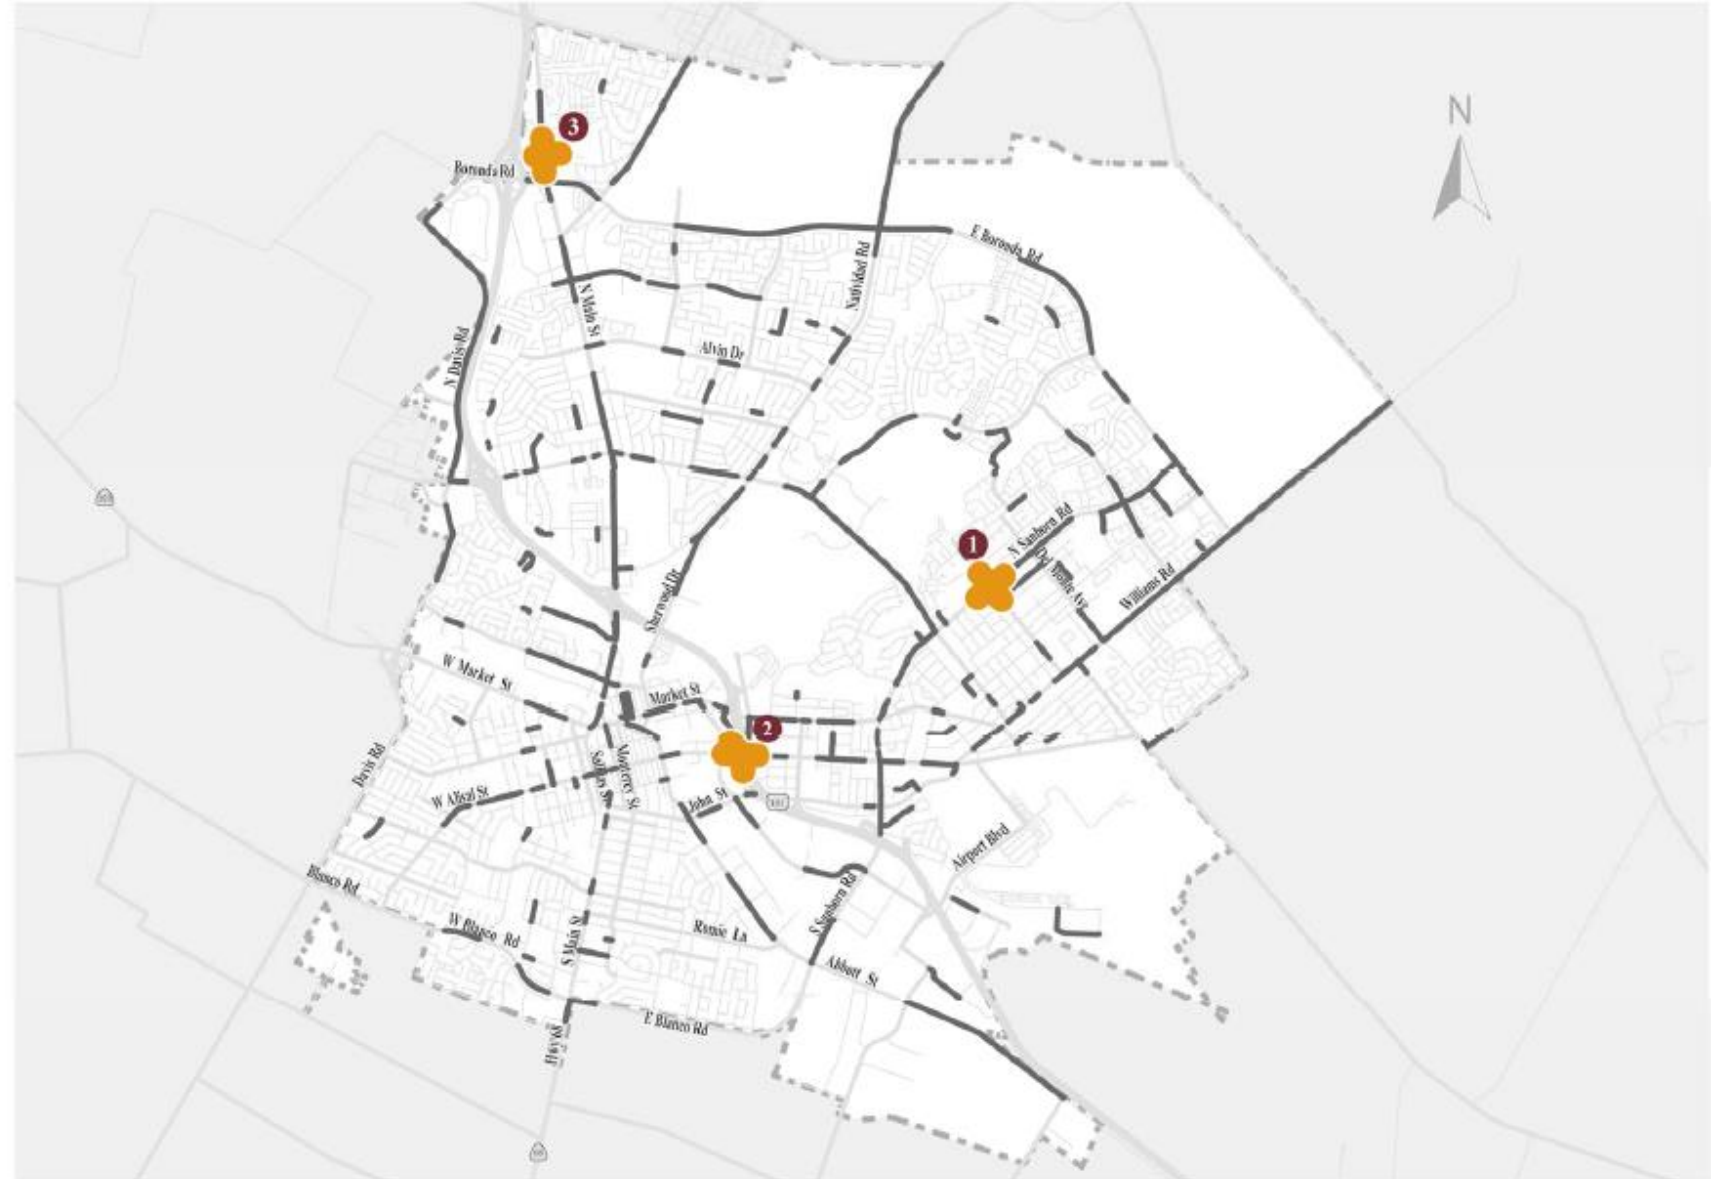 N
3
Boronda Rd
E Boronda Rd
Natividad Rd
N Main St
N Davis Rd
Alvin Dr
N Sanborn Rd
1
Del Monte Ave
Williams Rd
Sherwood Dr
W Market St
Market St
2
Davis Rd
Salinas St
Monterey St
W Alisal St
John St
101
Airport Blvd
Blanco Rd
S Sanborn Rd
W Blanco Rd
S Main St
Romie Ln
Abbott St
E Blanco Rd
Hwy 68